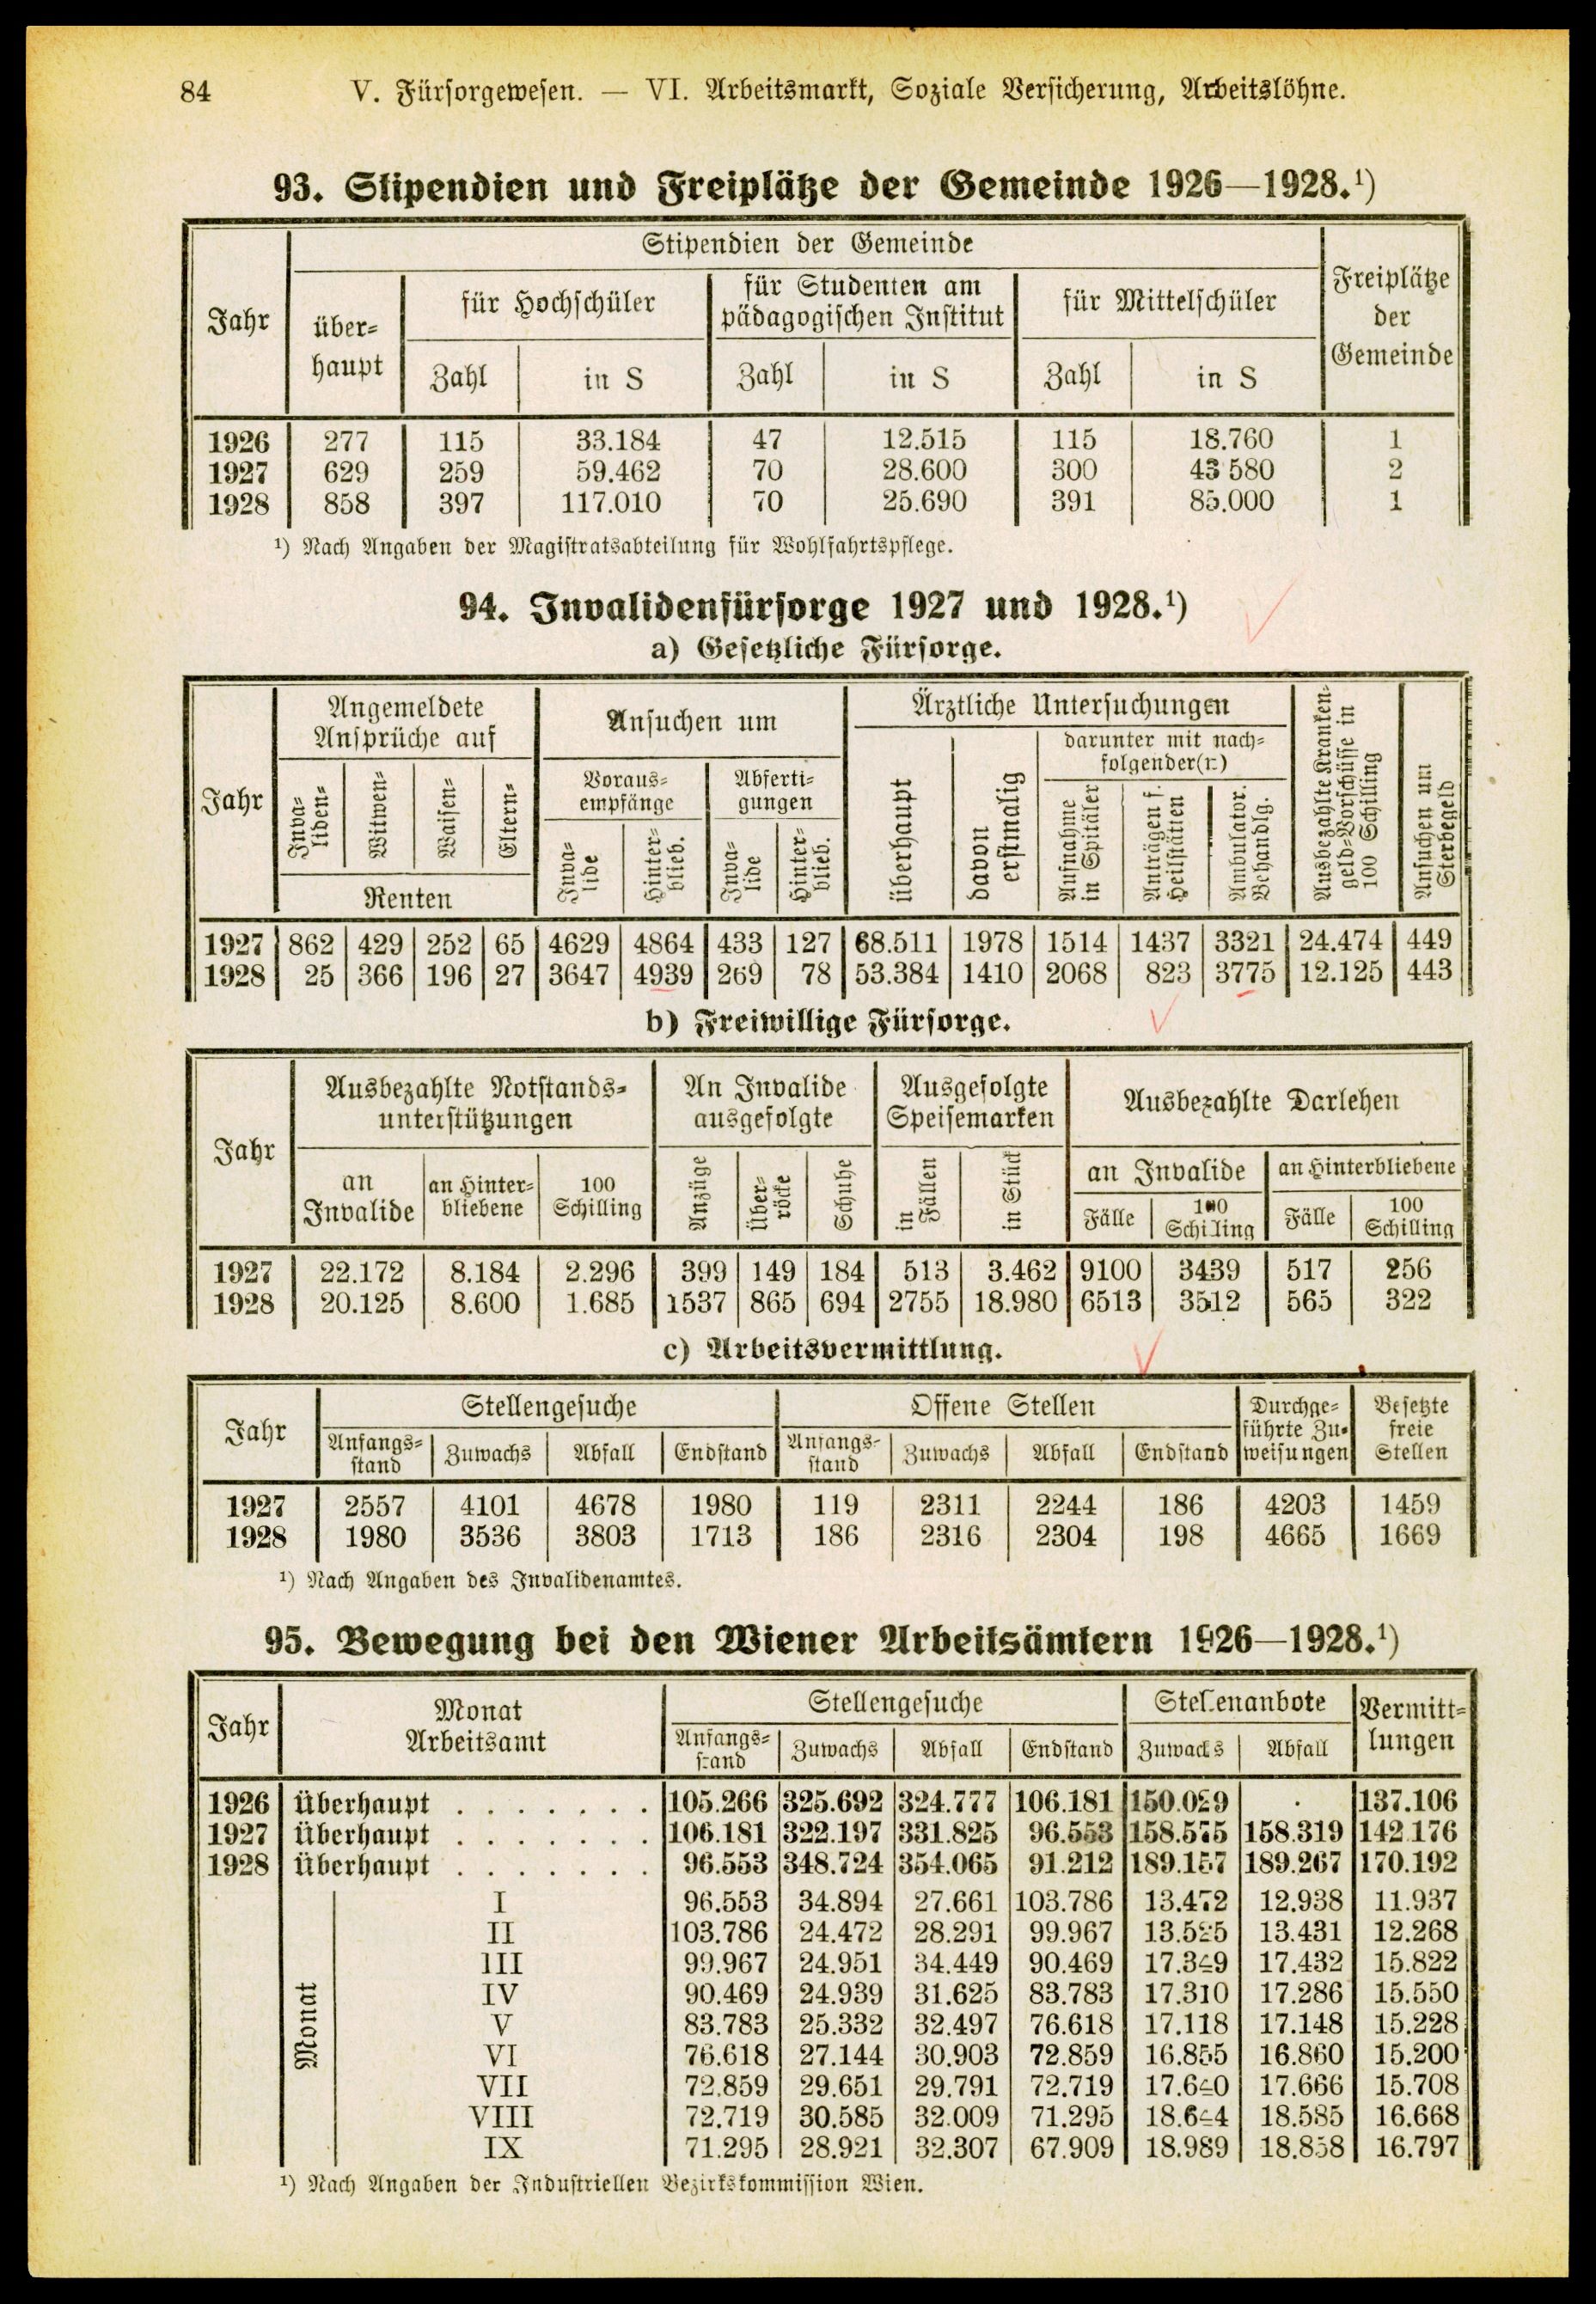 84 V. Fürsorgewesen. — VI. Arbeitsmarkt, Soziale Versicherung, Arbeitslöhne.
93. Stipendien und Freiplätze der Gemeinde 1926—1928.¹)
Jahr | Stipendien der Gemeinde | Freiplätze der Gemeinde
überhaupt | für Hochschüler | für Studenten am pädagogischen Institut | für Mittelschüler
Zahl | in S | Zahl | in S | Zahl | in S
1926 277 115 33.184 47 12.515 115 18.760 1
1927 629 259 59.462 70 28.600 300 43 580 2
1928 858 397 117.010 70 25.690 391 85.000 1
¹) Nach Angaben der Magistratsabteilung für Wohlfahrtspflege.
94. Invalidenfürsorge 1927 und 1928.¹)
a) Gesetzliche Fürsorge.
Jahr | Angemeldete Ansprüche auf | Ansuchen um | Ärztliche Untersuchungen | Ausbezahlte Krankengeld-Vorschüsse in 100 Schilling | Ansuchen um Sterbegeld
Invaliden- | Witwen- | Waisen- | Eltern- | Vorausempfänge | Abfertigungen | überhaupt | davon erstmalig | darunter mit nachfolgender(n)
Renten | Invalide | Hinterblieb. | Invalide | Hinterblieb. | Aufnahme in Spitäler | Anträgen f. Heilstätten | Ambulator. Behandlg.
1927 862 429 252 65 4629 4864 433 127 68.511 1978 1514 1437 3321 24.474 449
1928 25 366 196 27 3647 4939 269 78 53.384 1410 2068 823 3775 12.125 443
b) Freiwillige Fürsorge.
Jahr | Ausbezahlte Notstandsunterstützungen | An Invalide ausgefolgte | Ausgefolgte Speisemarken | Ausbezahlte Darlehen
an Invalide | an Hinterbliebene | 100 Schilling | Anzüge | Überröcke | Schuhe | in Fällen | in Stück | an Invalide | an Hinterbliebene
Fälle | 100 Schilling | Fälle | 100 Schilling
1927 22.172 8.184 2.296 399 149 184 513 3.462 9100 3439 517 256
1928 20.125 8.600 1.685 1537 865 694 2755 18.980 6513 3512 565 322
c) Arbeitsvermittlung.
Jahr | Stellengesuche | Offene Stellen | Durchgeführte Zuweisungen | Besetzte freie Stellen
Anfangsstand | Zuwachs | Abfall | Endstand | Anfangsstand | Zuwachs | Abfall | Endstand
1927 2557 4101 4678 1980 119 2311 2244 186 4203 1459
1928 1980 3536 3803 1713 186 2316 2304 198 4665 1669
¹) Nach Angaben des Invalidenamtes.
95. Bewegung bei den Wiener Arbeitsämtern 1926—1928.¹)
Jahr | Monat Arbeitsamt | Stellengesuche | Stellenanbote | Vermittlungen
Anfangsstand | Zuwachs | Abfall | Endstand | Zuwachs | Abfall
1926 überhaupt . . . . . . . 105.266 325.692 324.777 106.181 150.029 . 137.106
1927 überhaupt . . . . . . . 106.181 322.197 331.825 96.553 158.575 158.319 142.176
1928 überhaupt . . . . . . . 96.553 348.724 354.065 91.212 189.157 189.267 170.192
Monat
I 96.553 34.894 27.661 103.786 13.472 12.938 11.937
II 103.786 24.472 28.291 99.967 13.525 13.431 12.268
III 99.967 24.951 34.449 90.469 17.349 17.432 15.822
IV 90.469 24.939 31.625 83.783 17.310 17.286 15.550
V 83.783 25.332 32.497 76.618 17.118 17.148 15.228
VI 76.618 27.144 30.903 72.859 16.855 16.860 15.200
VII 72.859 29.651 29.791 72.719 17.640 17.666 15.708
VIII 72.719 30.585 32.009 71.295 18.644 18.585 16.668
IX 71.295 28.921 32.307 67.909 18.989 18.858 16.797
¹) Nach Angaben der Industriellen Bezirkskommission Wien.